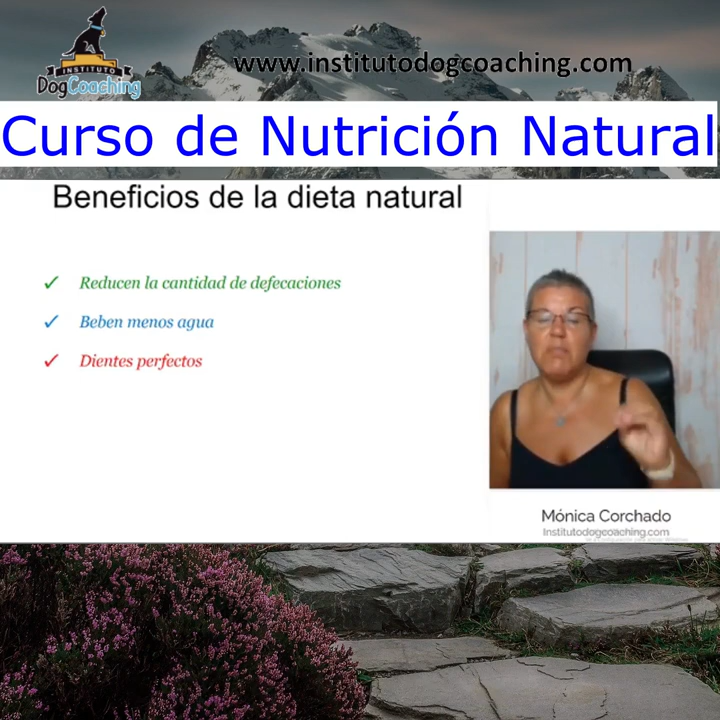 www.institutodogcoaching.com
INSTITUTO
DogCoaching
Curso de Nutrición Natural
Beneficios de la dieta natural
✓ Reducen la cantidad de defecaciones
✓ Beben menos agua
✓ Dientes perfectos
Mónica Corchado
Institutodogcoaching.com